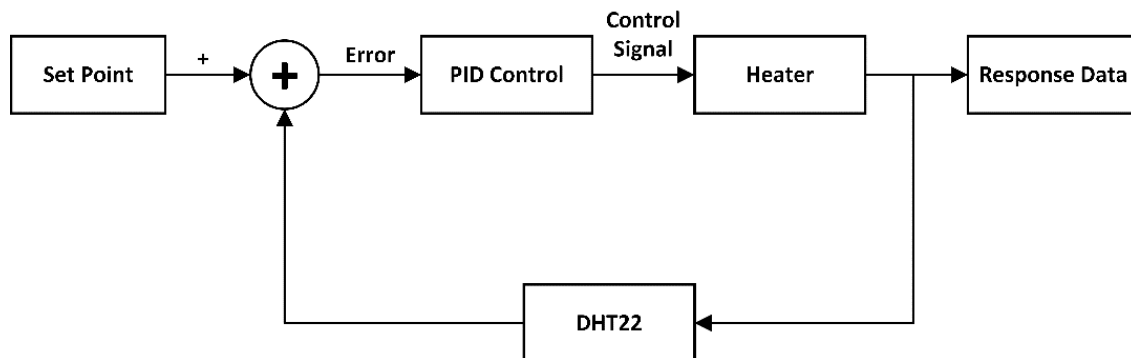 Set Point
+
+
Error
PID Control
Control
Signal
Heater
Response Data
DHT22